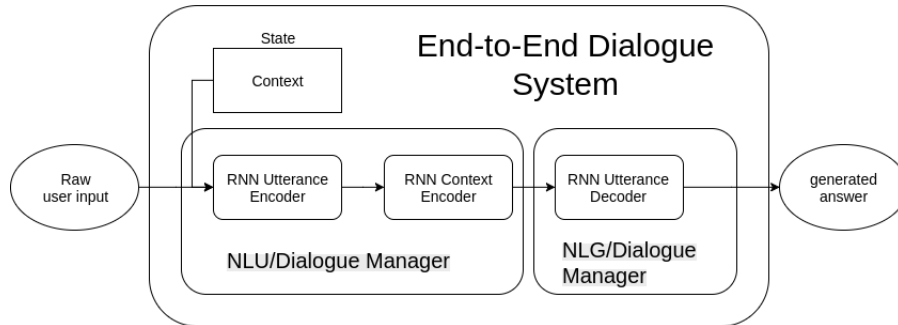 End-to-End Dialogue
System
State
Context
Raw
user input
RNN Utterance
Encoder
RNN Context
Encoder
RNN Utterance
Decoder
generated
answer
NLU/Dialogue Manager
NLG/Dialogue
Manager